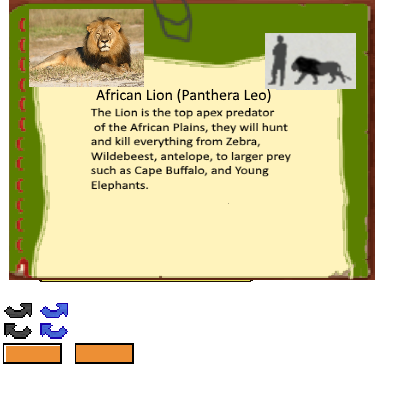 African Lion (Panthera Leo)
The Lion is the top apex predator
of the African Plains, they will hunt
and kill everything from Zebra,
Wildebeest, antelope, to larger prey
such as Cape Buffalo, and Young
Elephants.